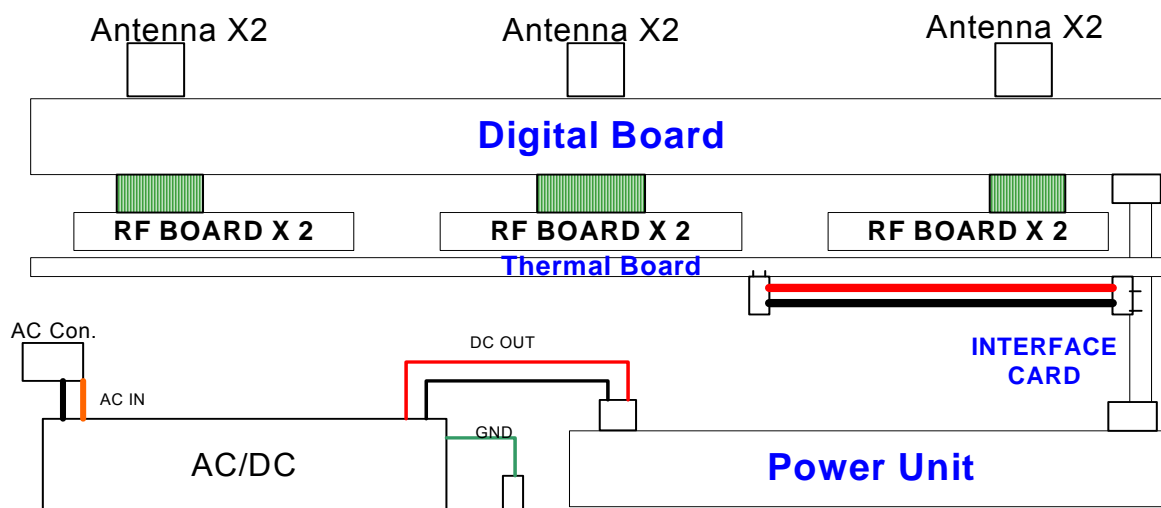 Antenna X2
Antenna X2
Antenna X2
Digital Board
RF BOARD X 2
RF BOARD X 2
RF BOARD X 2
Thermal Board
AC Con.
DC OUT
INTERFACE
CARD
AC IN
GND
AC/DC
Power Unit